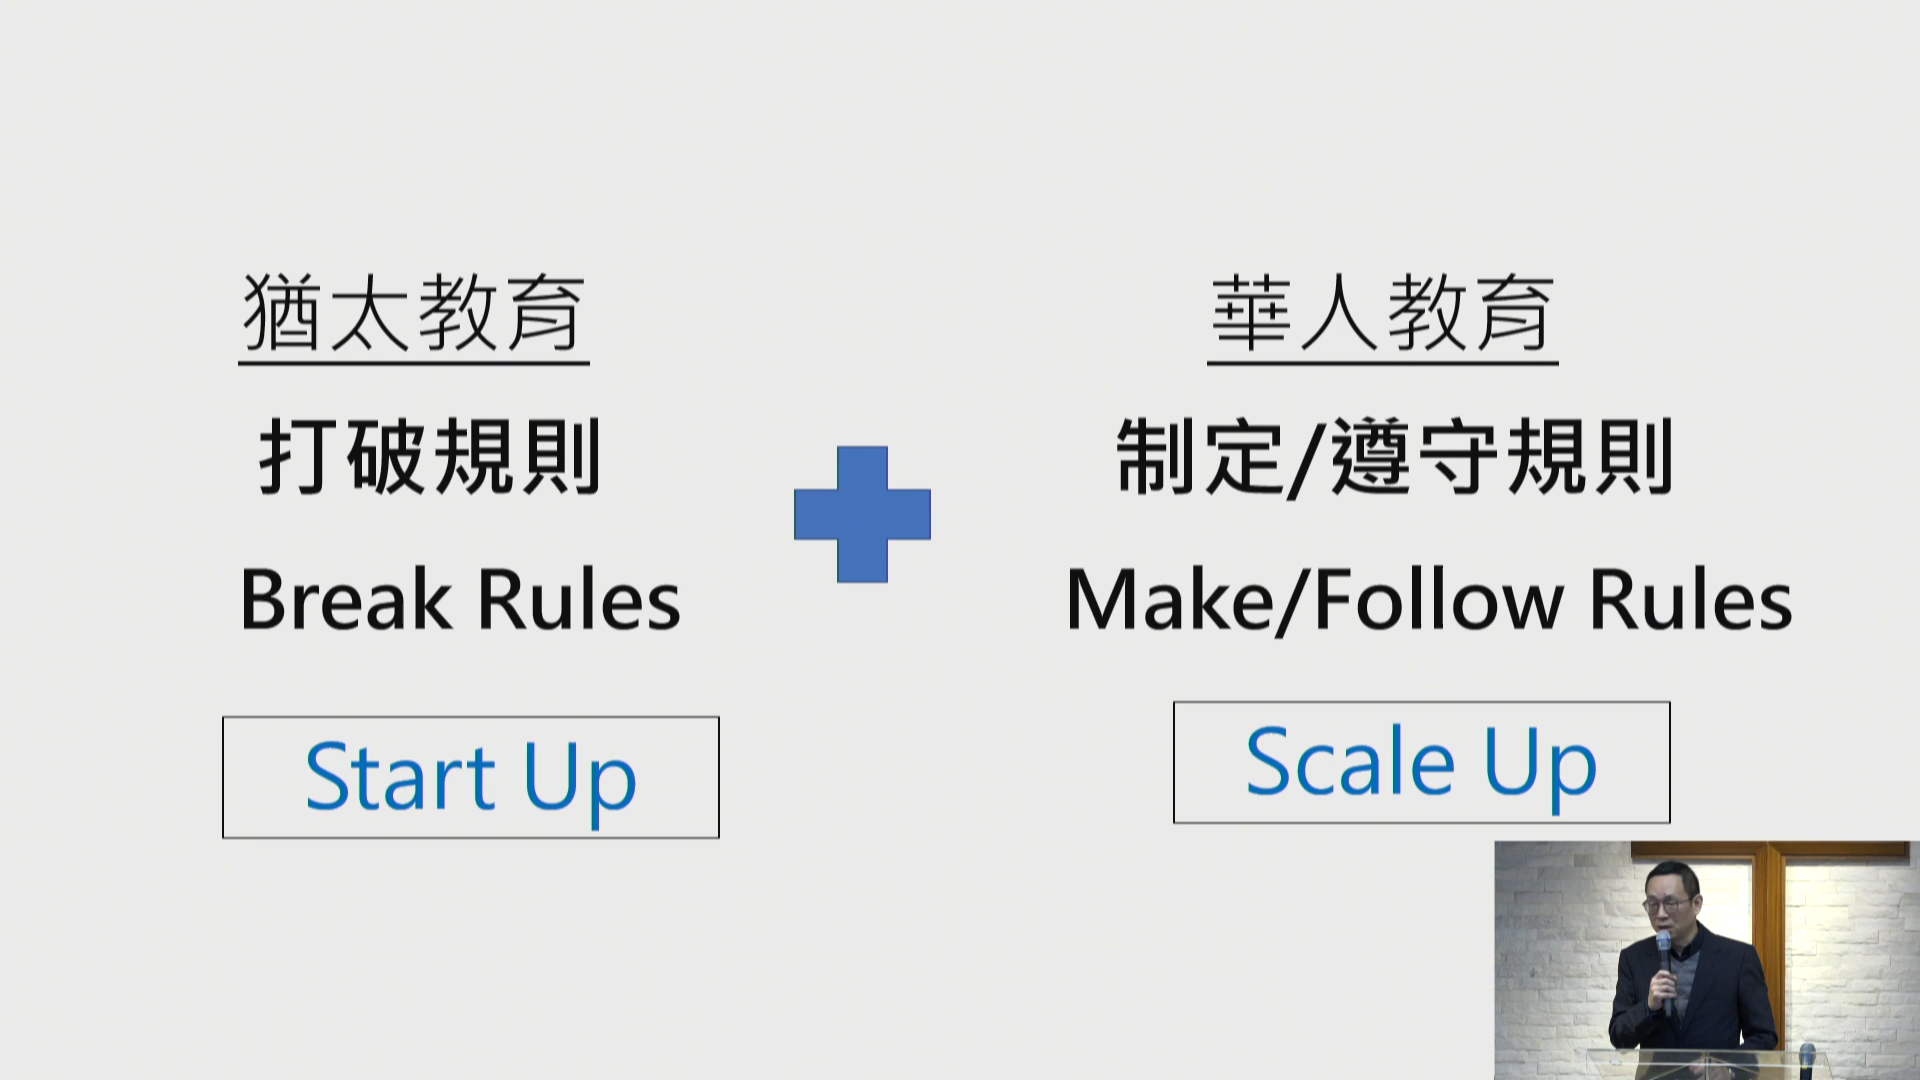 猶太教育
打破規則
Break Rules
Start Up
華人教育
制定/遵守規則
Make/Follow Rules
Scale Up